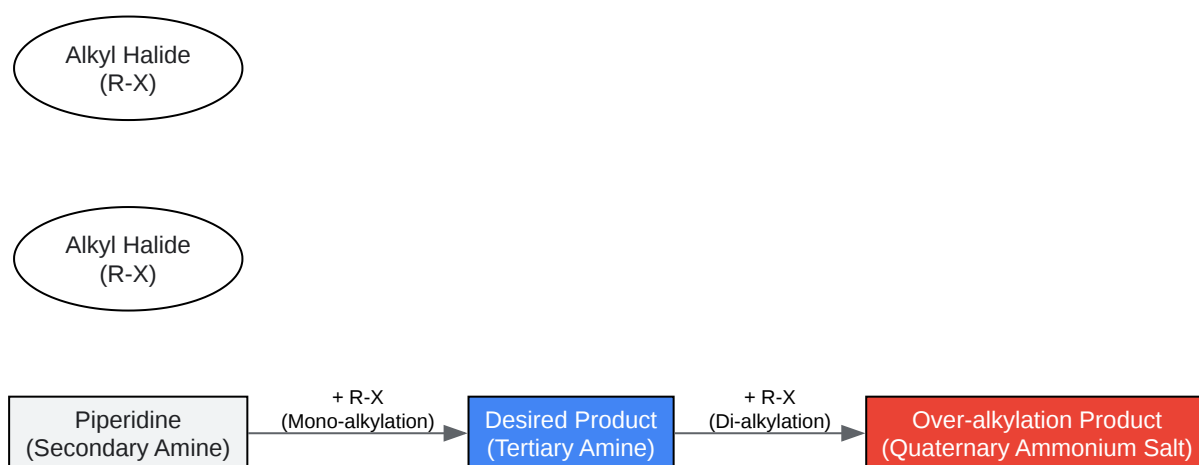 Alkyl Halide
(R-X)
Alkyl Halide
(R-X)
Piperidine
(Secondary Amine)
+ R-X
(Mono-alkylation)
Desired Product
(Tertiary Amine)
+ R-X
(Di-alkylation)
Over-alkylation Product
(Quaternary Ammonium Salt)